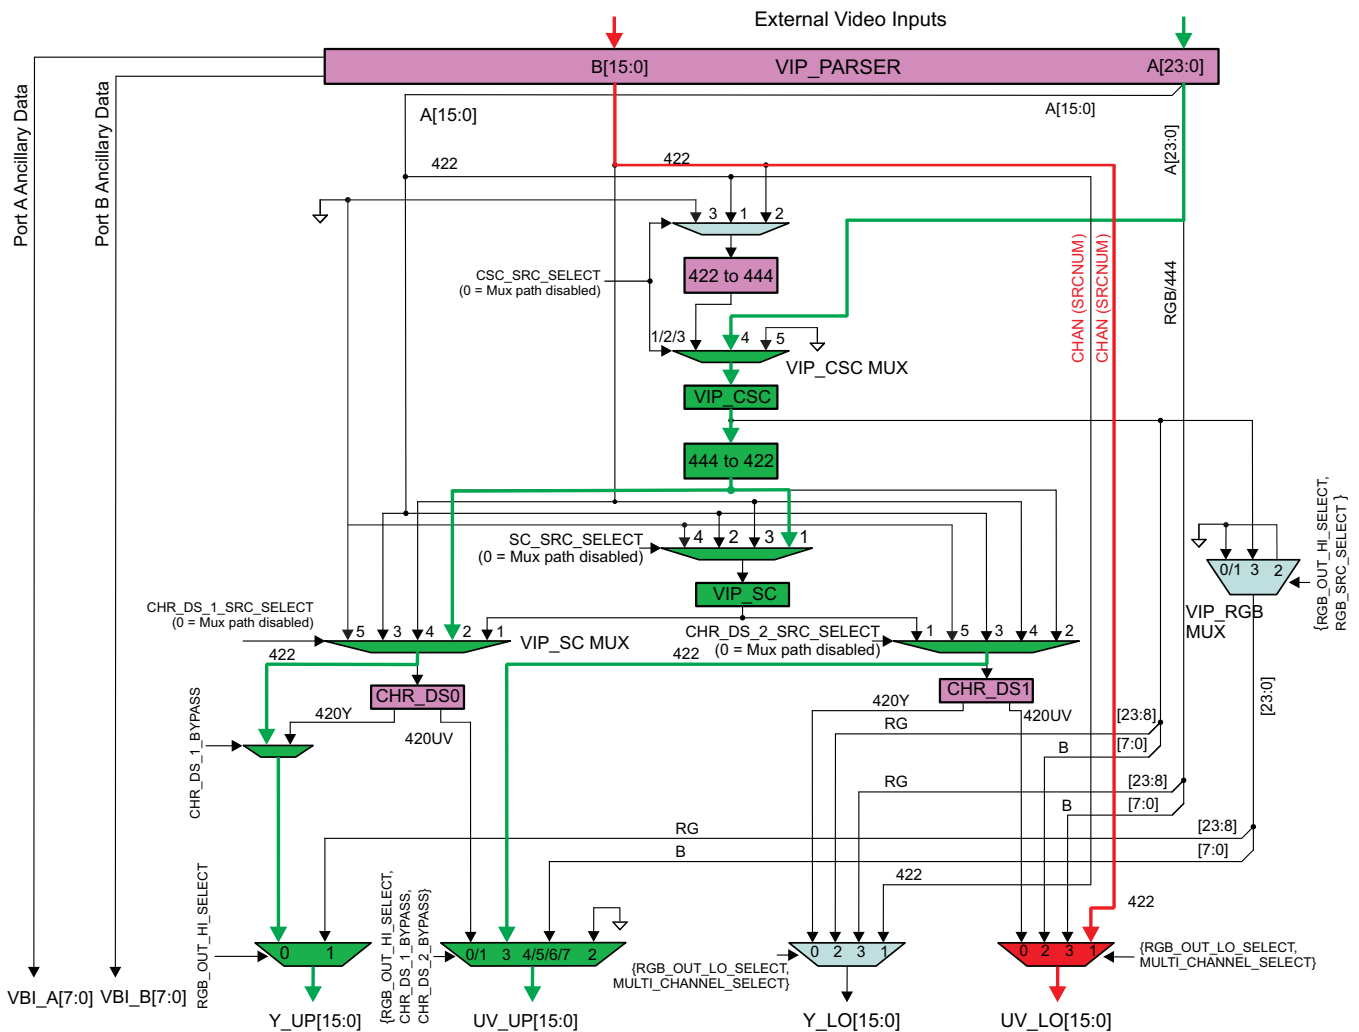 External Video Inputs
B[15:0] VIP_PARSER A[23:0]
Port A Ancillary Data
Port B Ancillary Data
A[15:0]
A[15:0]
A[23:0]
422
422
3 1 2
CSC_SRC_SELECT
(0 = Mux path disabled)
422 to 444
CHAN (SRCNUM)
CHAN (SRCNUM)
RGB/444
1/2/3 4 5
VIP_CSC MUX
VIP_CSC
444 to 422
SC_SRC_SELECT
(0 = Mux path disabled)
4 2 3 1
{RGB_OUT_HI_SELECT,
RGB_SRC_SELECT }
0/1 3 2
VIP_RGB
MUX
VIP_SC
CHR_DS_1_SRC_SELECT
(0 = Mux path disabled)
5 3 4 2 1
VIP_SC MUX
CHR_DS_2_SRC_SELECT
(0 = Mux path disabled)
1 5 3 4 2
422
422
CHR_DS0
CHR_DS1
420Y
420UV
420Y
420UV
CHR_DS_1_BYPASS
RG
[23:8]
B
[7:0]
[23:0]
RG
[23:8]
B
[7:0]
RG
[23:8]
B
[7:0]
422
422
RGB_OUT_HI_SELECT
0 1
{RGB_OUT_HI_SELECT,
CHR_DS_1_BYPASS,
CHR_DS_2_BYPASS}
0/1 3 4/5/6/7 2
{RGB_OUT_LO_SELECT,
MULTI_CHANNEL_SELECT}
0 2 3 1
0 2 3 1
{RGB_OUT_LO_SELECT,
MULTI_CHANNEL_SELECT}
VBI_A[7:0] VBI_B[7:0]
Y_UP[15:0] UV_UP[15:0] Y_LO[15:0] UV_LO[15:0]